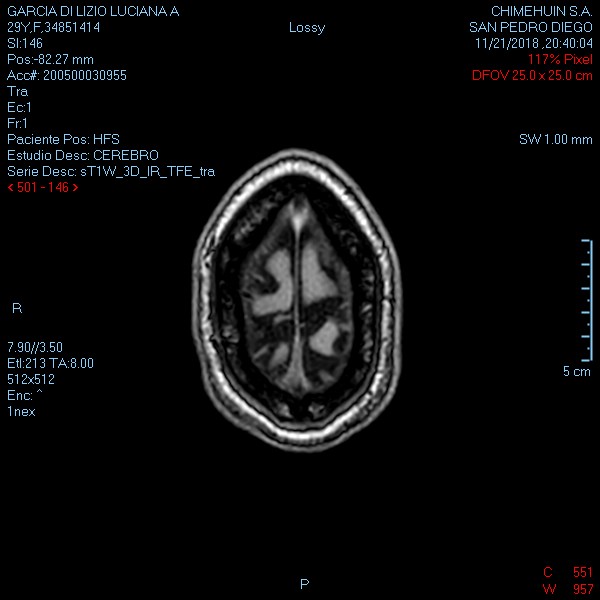 GARCIA DI LIZIO LUCIANA A
29Y,F,34851414
Sl:146
Pos:-82.27 mm
Acc#: 200500030955
Tra
Ec:1
Fr:1
Paciente Pos: HFS
Estudio Desc: CEREBRO
Serie Desc: sT1W_3D_IR_TFE_tra
< 501 - 146 >
Lossy
CHIMEHUIN S.A.
SAN PEDRO DIEGO
11/21/2018 ,20:40:04
117% Pixel
DFOV 25.0 x 25.0 cm
SW 1.00 mm
R
7.90//3.50
Etl:213 TA:8.00
512x512
Enc: ^
1nex
5 cm
P
C 551
W 957